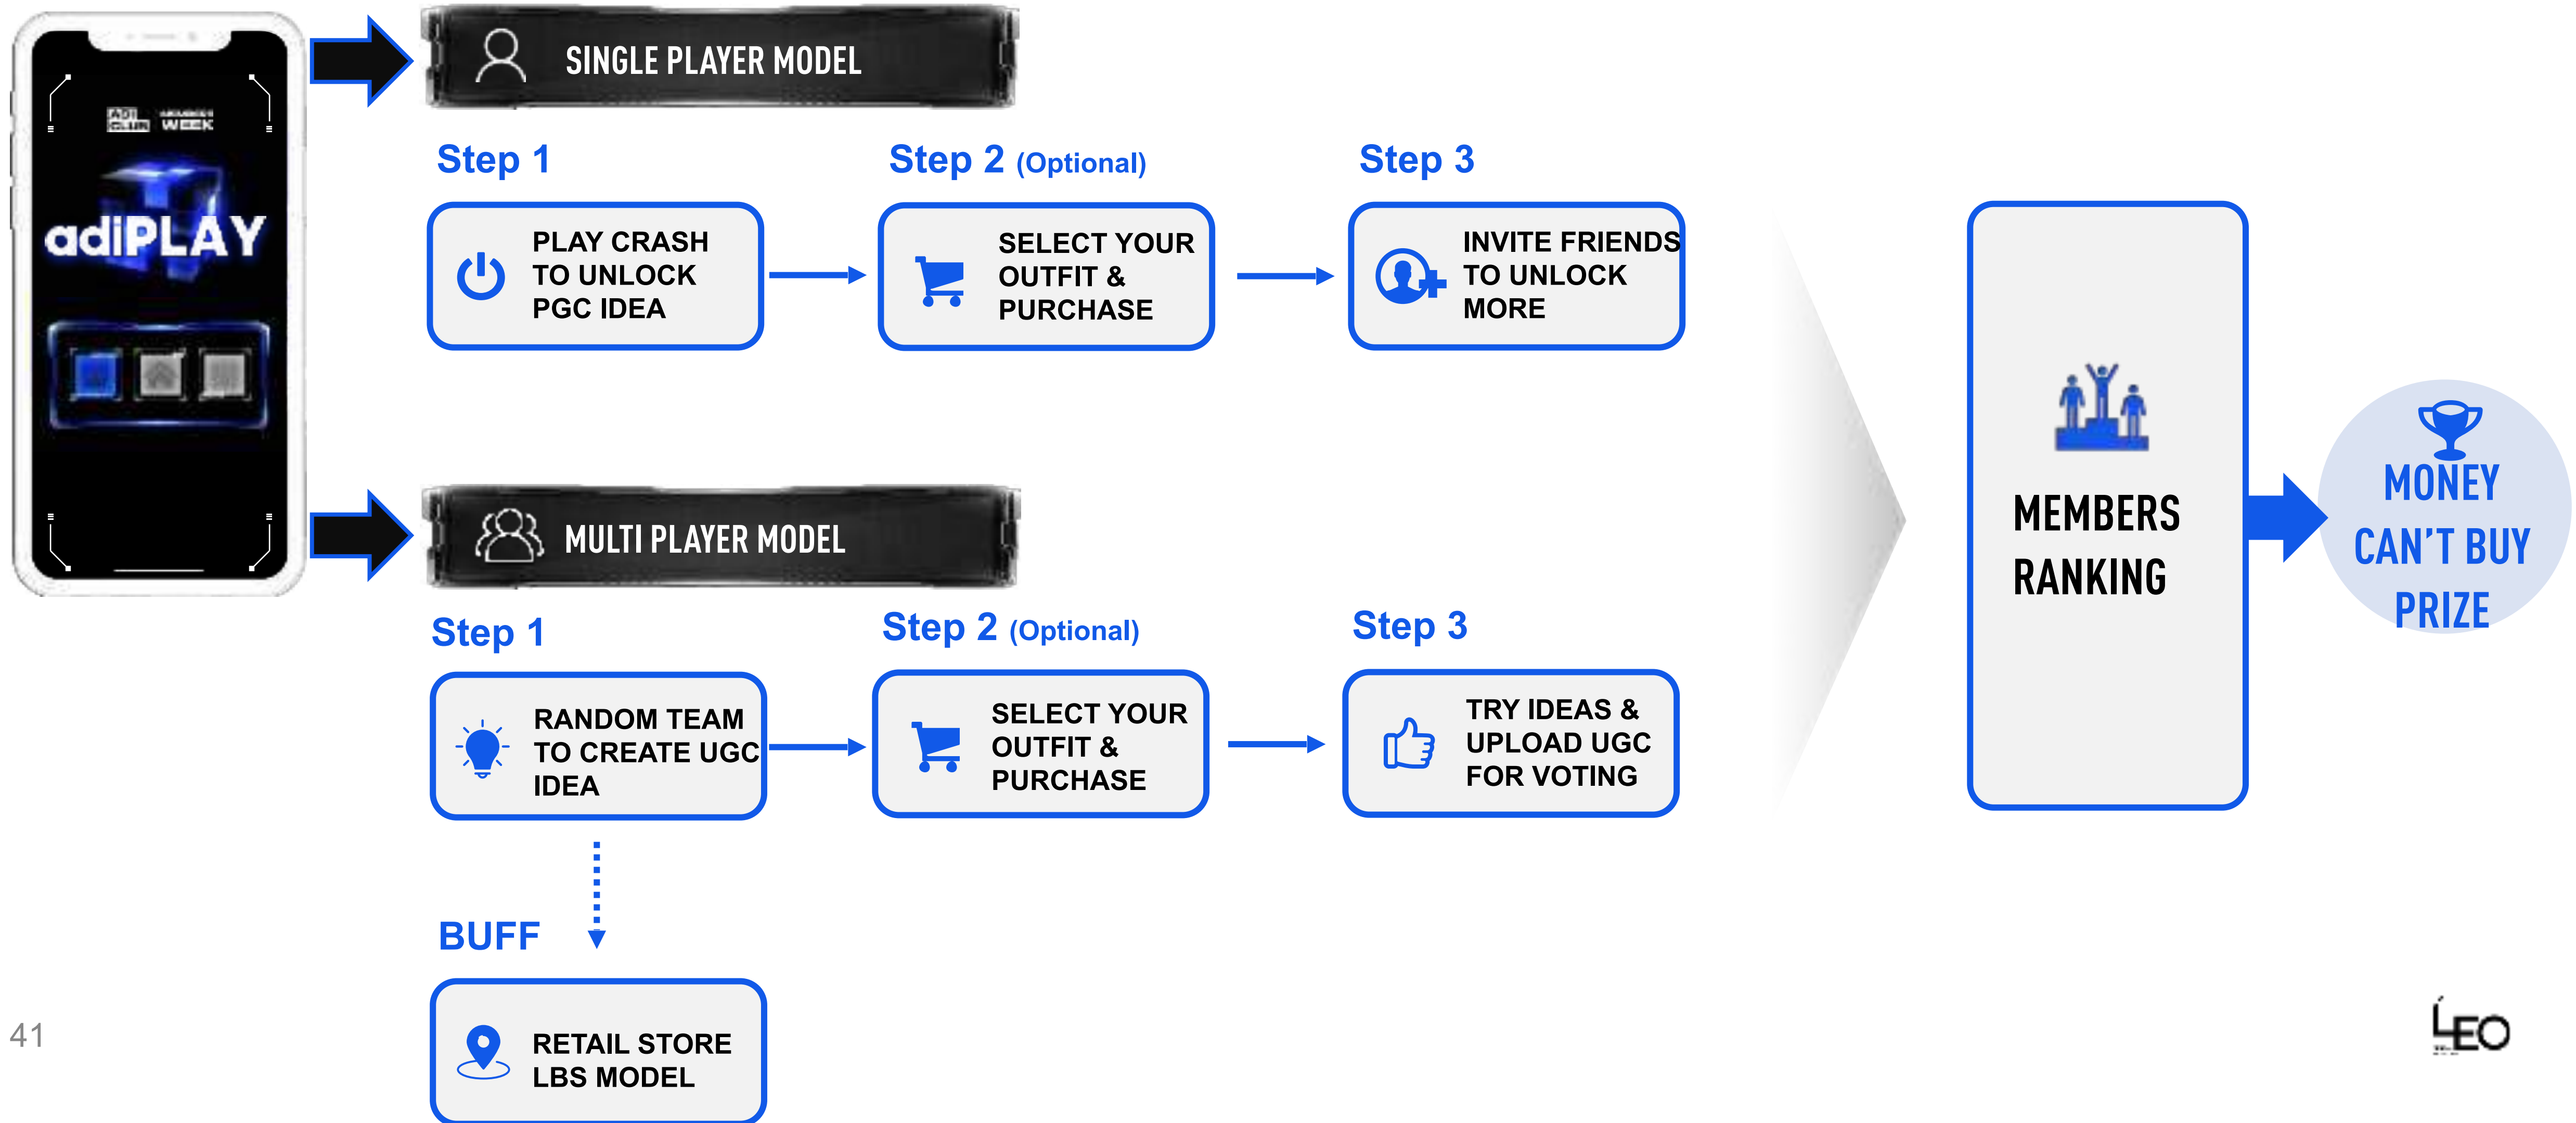 ADI
CLUB
WEEK
adiPLAY
SINGLE PLAYER MODEL
Step 1
PLAY CRASH
TO UNLOCK
PGC IDEA
Step 2 (Optional)
SELECT YOUR
OUTFIT &
PURCHASE
Step 3
INVITE FRIENDS
TO UNLOCK
MORE
MULTI PLAYER MODEL
Step 1
RANDOM TEAM
TO CREATE UGC
IDEA
Step 2 (Optional)
SELECT YOUR
OUTFIT &
PURCHASE
Step 3
TRY IDEAS &
UPLOAD UGC
FOR VOTING
BUFF
RETAIL STORE
LBS MODEL
MEMBERS
RANKING
MONEY
CAN'T BUY
PRIZE
41
LEO